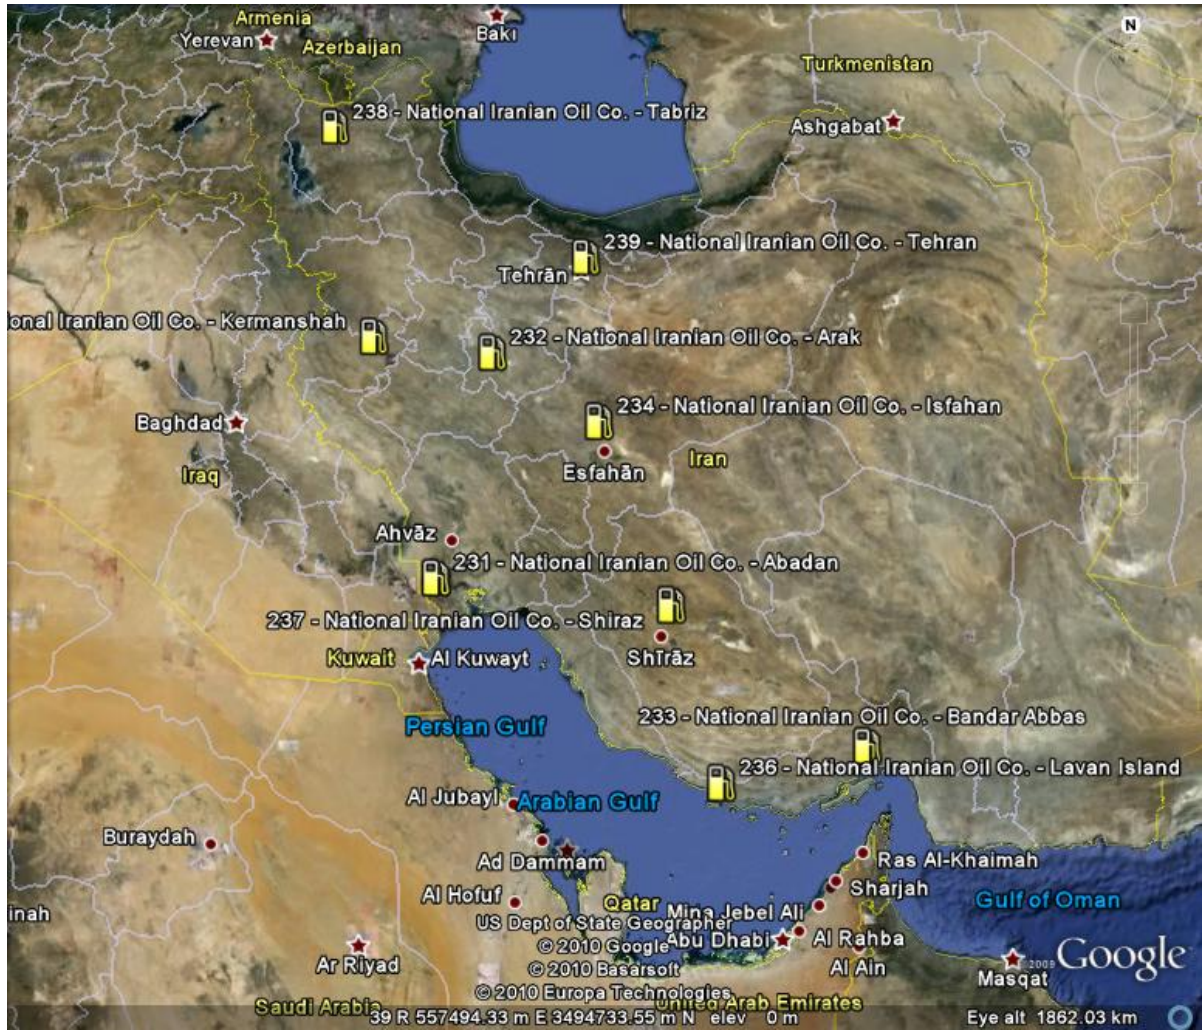 Armenia
Baki
N
Yerevan
Azerbaijan
Turkmenistan
238 - National Iranian Oil Co. - Tabriz
Ashgabat
239 - National Iranian Oil Co. - Tehran
Tehrān
ional Iranian Oil Co. - Kermanshah
232 - National Iranian Oil Co. - Arak
234 - National Iranian Oil Co. - Isfahan
Baghdad
Iran
Esfahān
Iraq
Ahvāz
231 - National Iranian Oil Co. - Abadan
237 - National Iranian Oil Co. - Shiraz
Kuwait
Al Kuwayt
Shīrāz
233 - National Iranian Oil Co. - Bandar Abbas
Persian Gulf
236 - National Iranian Oil Co. - Lavan Island
Al Jubayl
Arabian Gulf
Buraydah
Ad Dammam
Ras Al-Khaimah
Sharjah
Al Hofuf
Qatar
Gulf of Oman
inah
Mina Jebel Ali
US Dept of State Geographer
Abu Dhabi
Al Rahba
© 2010 Google
Ar Riyad
© 2010 Basarsoft
Al Ain
2009
Google
Masqat
© 2010 Europa Technologies
Saudi Arabia
United Arab Emirates
39 R 557494.33 m E 3494733.55 m N elev 0 m
Eye alt 1862.03 km